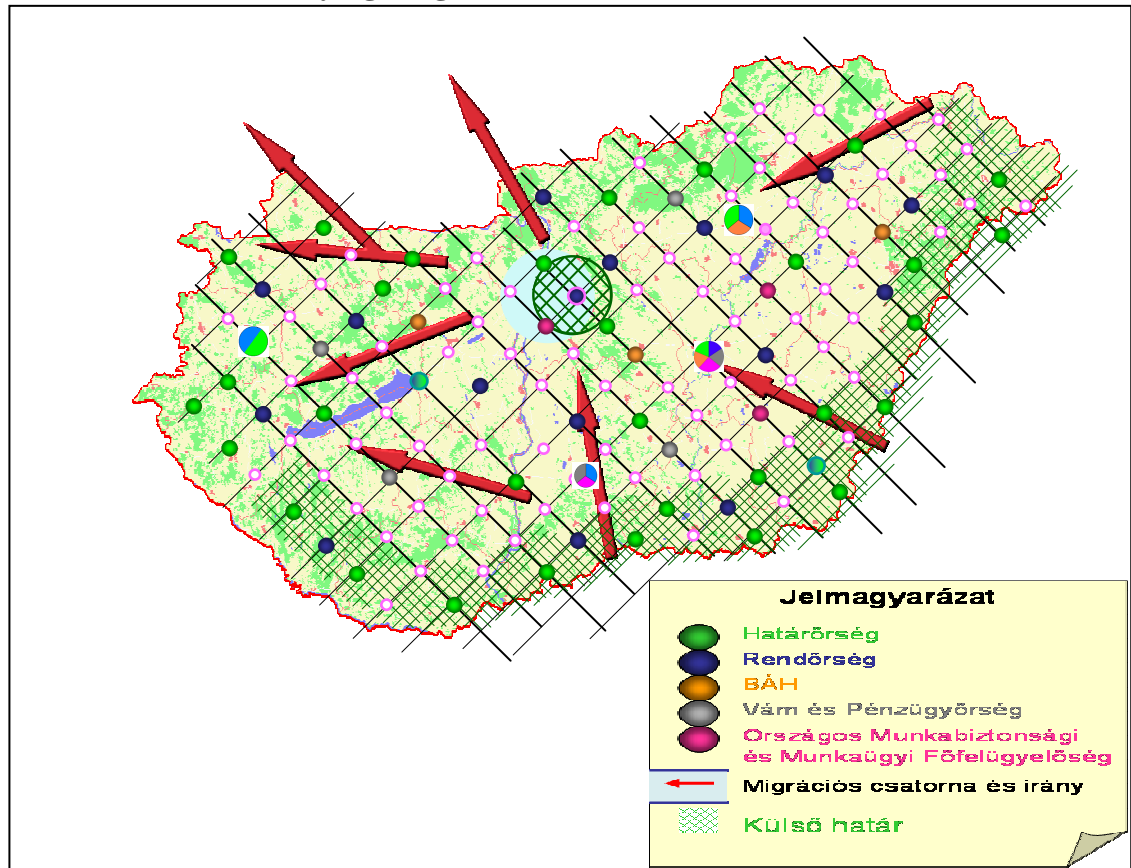 Jelmagyarázat
Határőrség
Rendőrség
BÁH
Vám és Pénzügyőrség
Országos Munkabiztonsági
és Munkaügyi Főfelügyelőség
Migrációs csatorna és irány
Külső határ